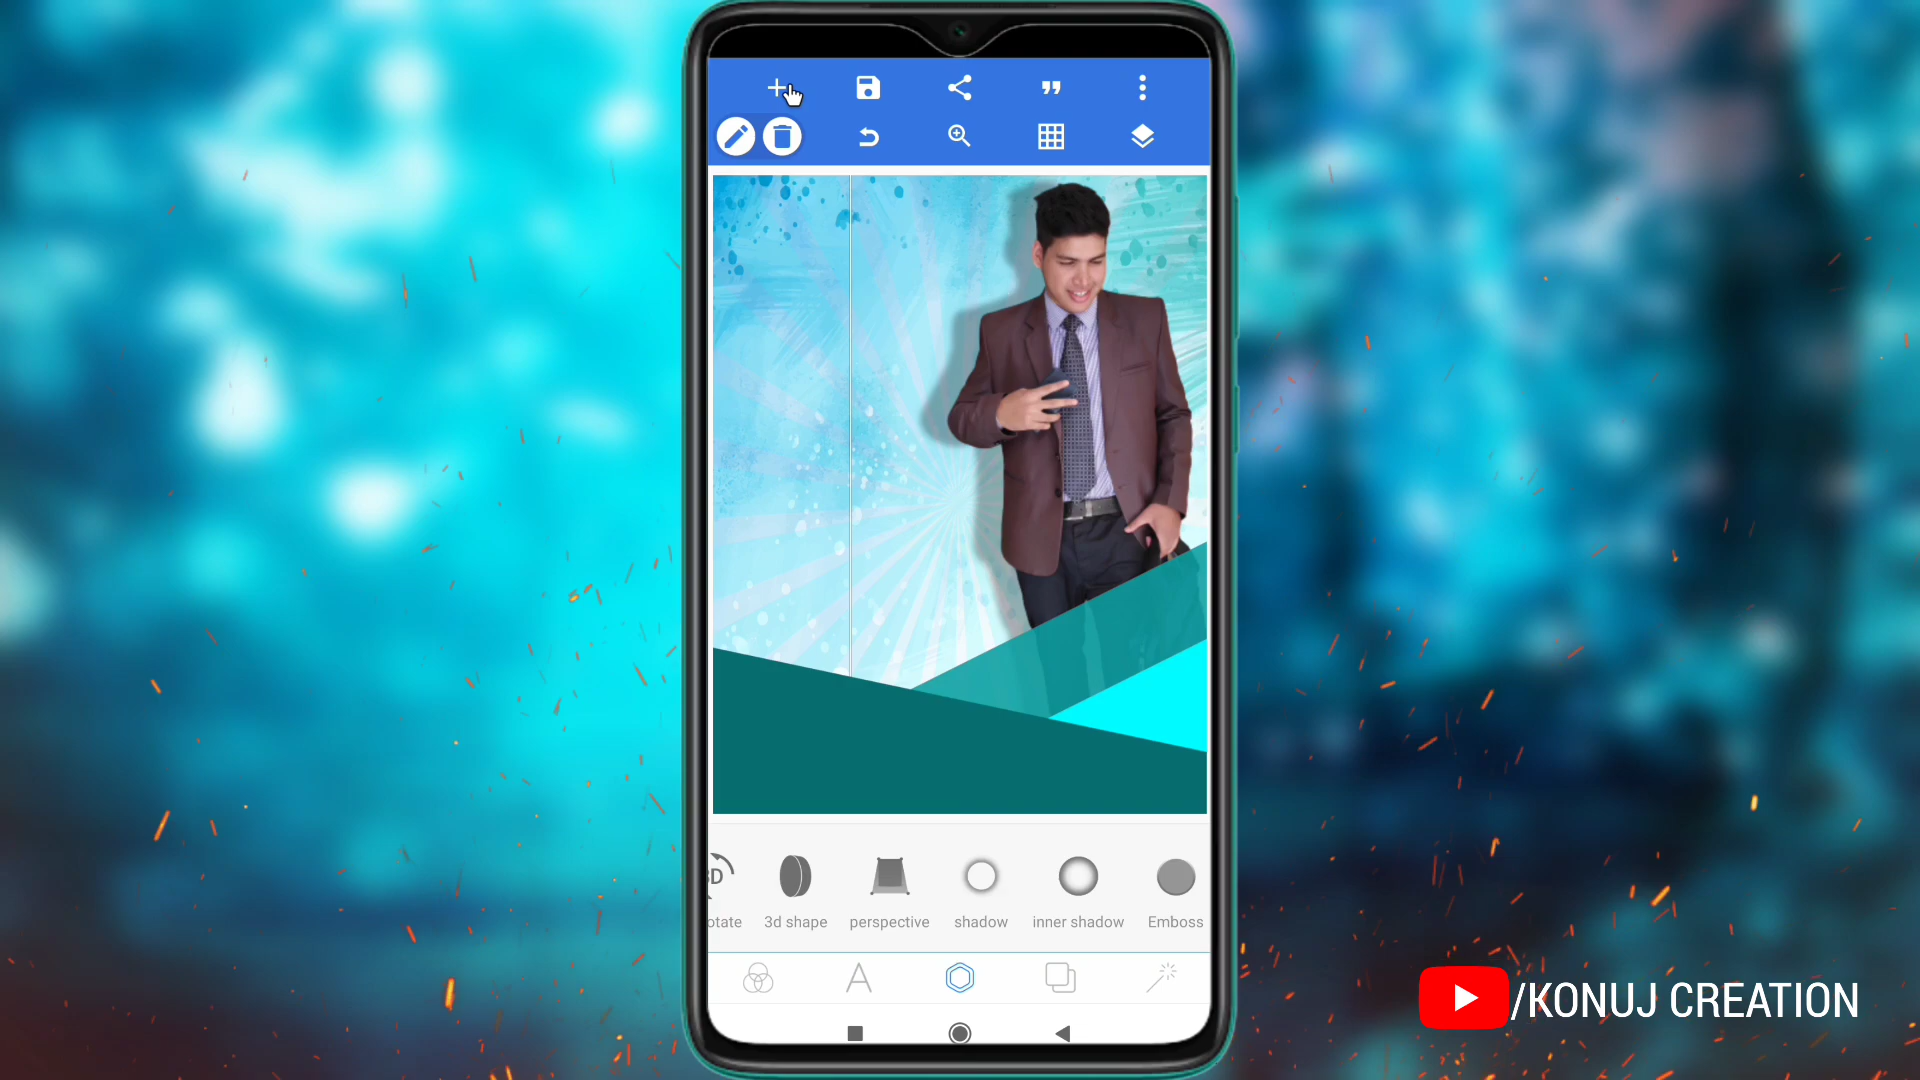 3D
otate
3d shape
perspective
shadow
inner shadow
Emboss
/KONUJ CREATION